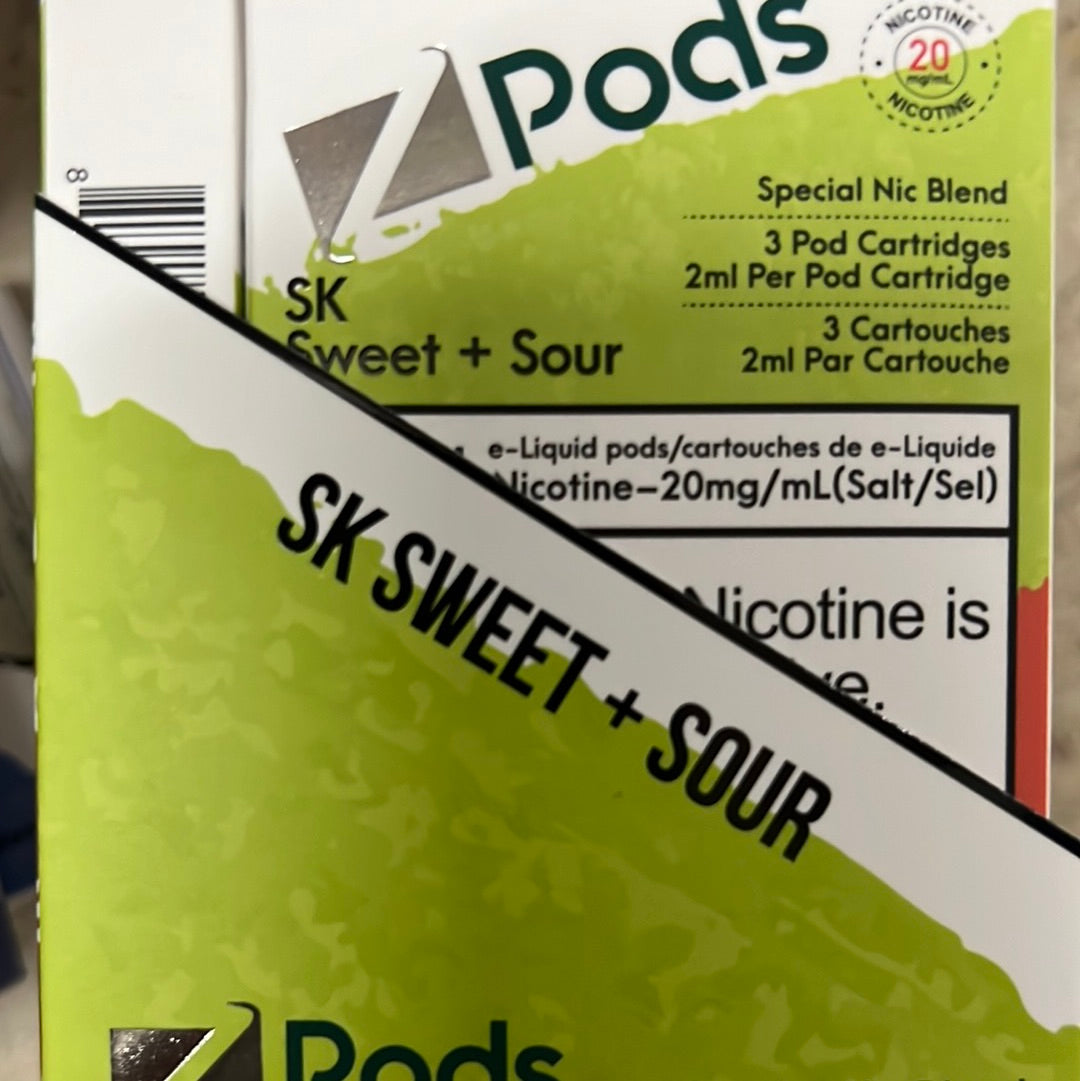 Pods
NICOTINE
20
mg/mL
NICOTINE
8
Special Nic Blend
3 Pod Cartridges
2ml Per Pod Cartridge
3 Cartouches
2ml Par Cartouche
SK
Sweet + Sour
e-Liquid pods/cartouches de e-Liquide
Nicotine–20mg/mL(Salt/Sel)
Nicotine is
SK SWEET + SOUR
Pods